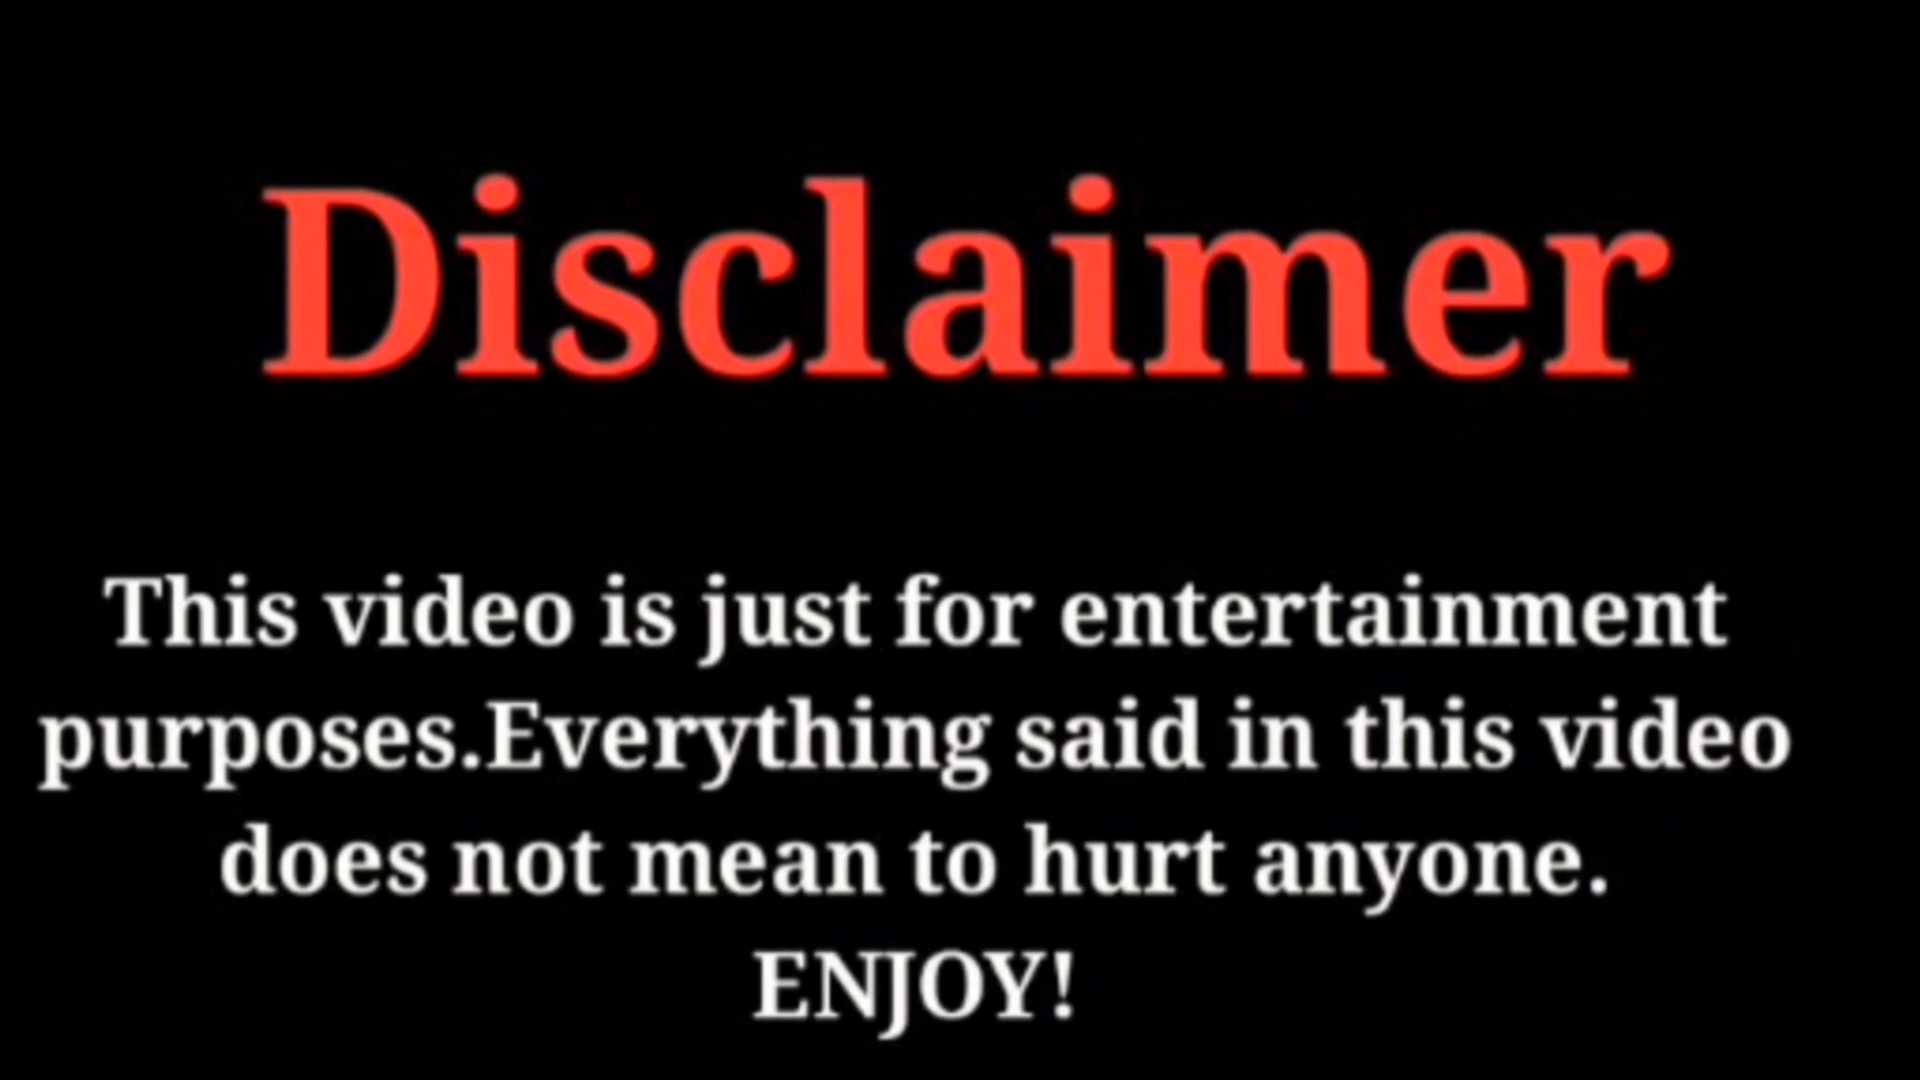 Disclaimer
This video is just for entertainment
purposes.Everything said in this video
does not mean to hurt anyone.
ENJOY!